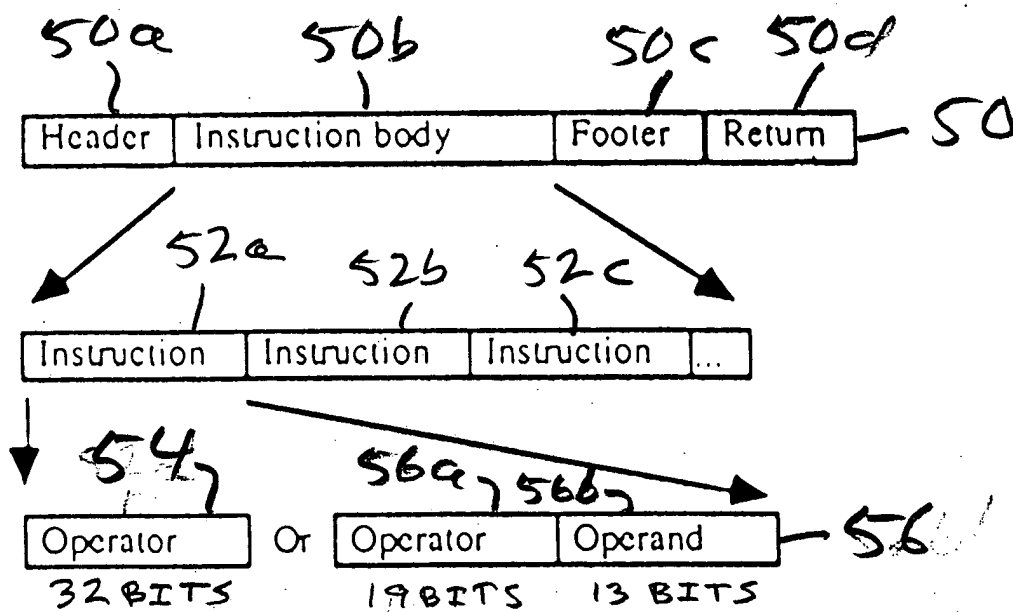 50a 50b 50c 50d
Header Instruction body Footer Return 50
52a 52b 52c
Instruction Instruction Instruction ...
54 56a 56b
Operator Or Operator Operand 56
32 BITS 19 BITS 13 BITS